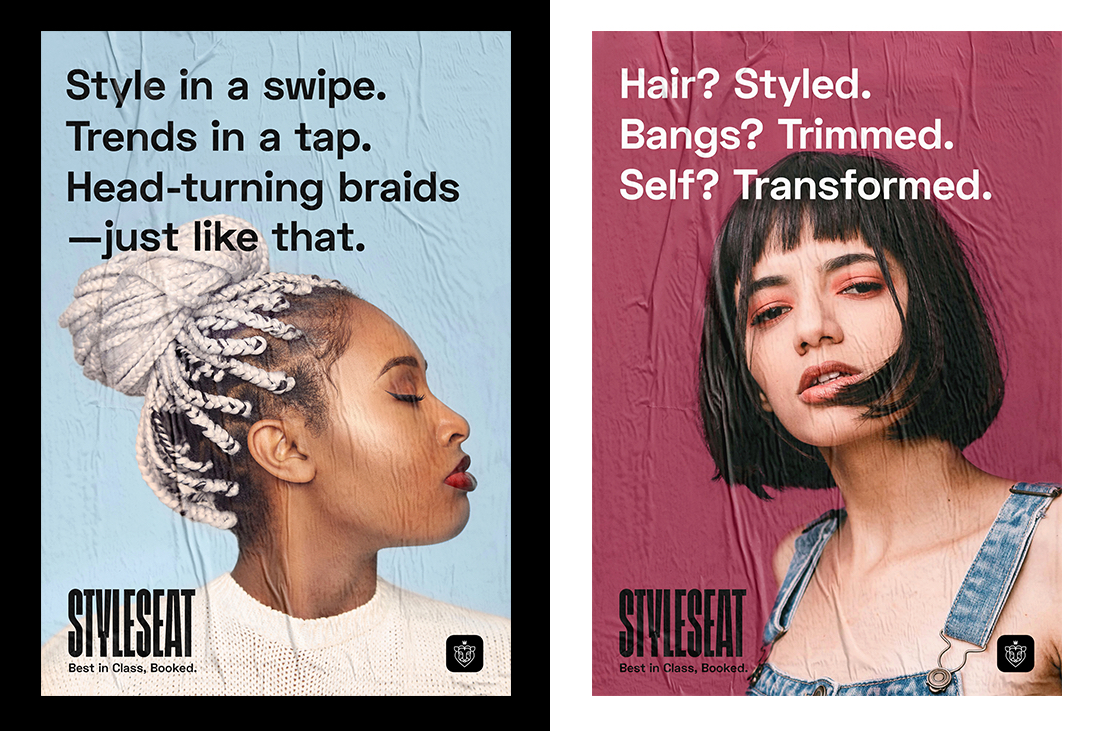 Style in a swipe.
Trends in a tap.
Head-turning braids
—just like that.
STYLESEAT
Best in Class, Booked.
Hair? Styled.
Bangs? Trimmed.
Self? Transformed.
STYLESEAT
Best in Class, Booked.